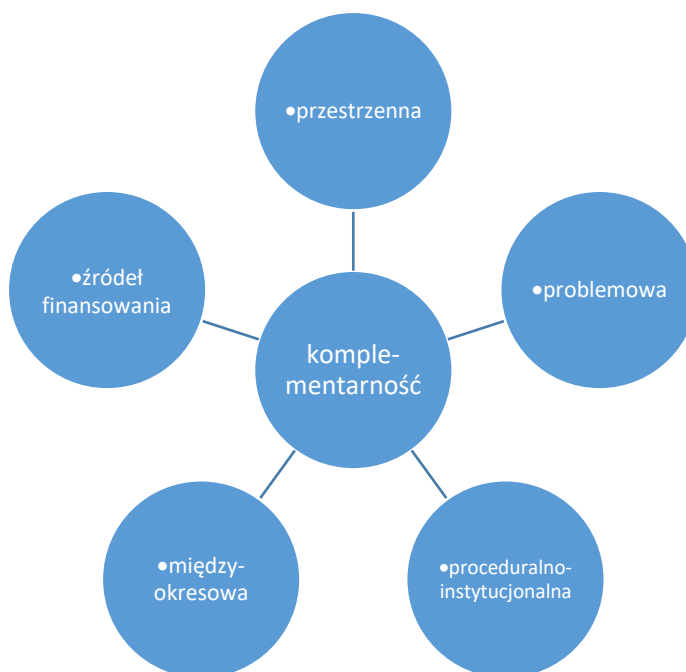 •przestrzenna
•źródeł
finansowania
•problemowa
komple-
mentarność
•między-
okresowa
•proceduralno-
instytucjonalna